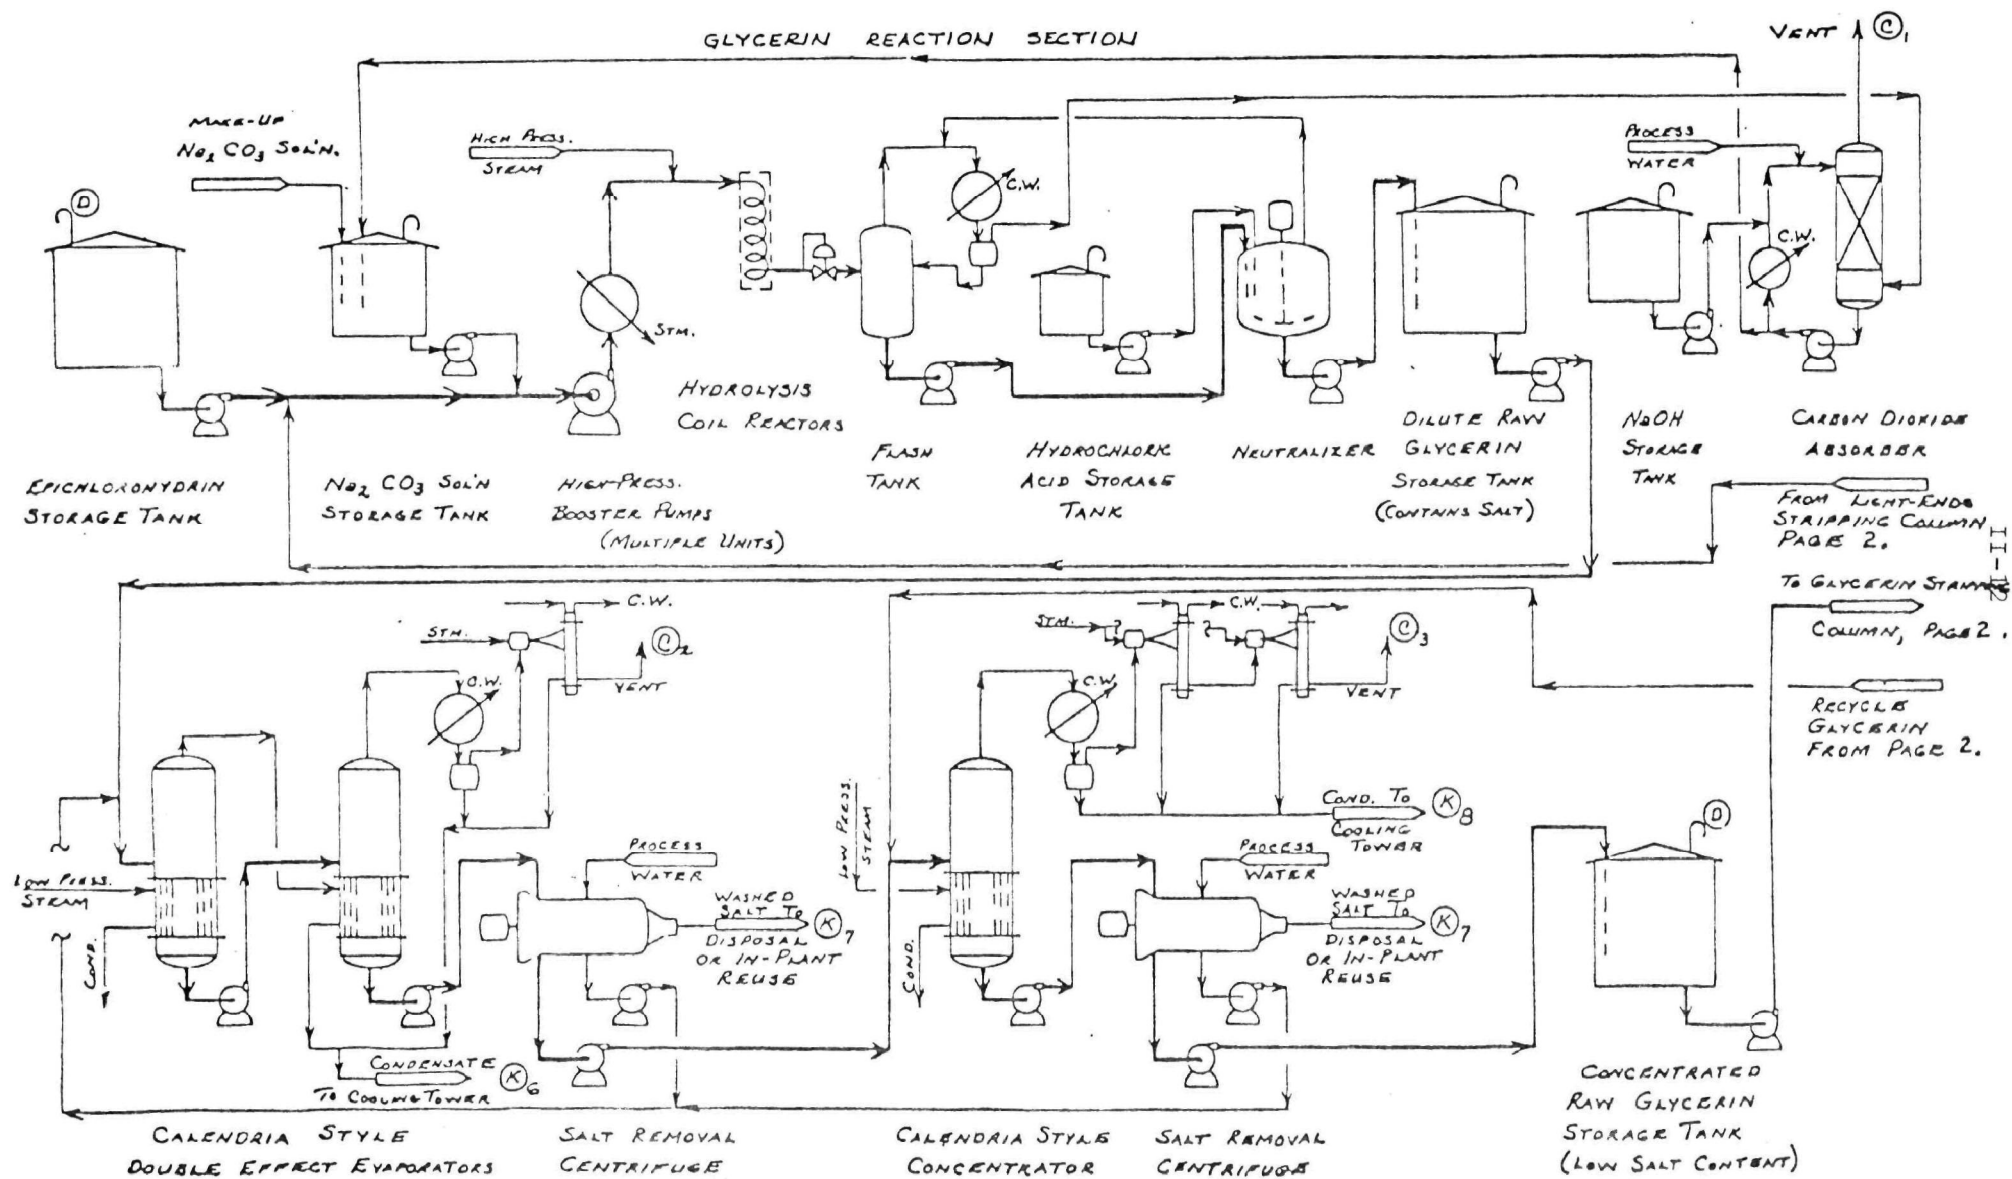 GLYCERIN REACTION SECTION
VENT C1
MAKE-UP
Na2 CO3 SOL'N.
HIGH PRESS.
STEAM
PROCESS
WATER
D
C.W.
C.W.
STM.
HYDROLYSIS
COIL REACTORS
EPICHLOROHYDRIN
STORAGE TANK
Na2 CO3 SOL'N
STORAGE TANK
HIGH-PRESS.
BOOSTER PUMPS
(MULTIPLE UNITS)
FLASH
TANK
HYDROCHLORIC
ACID STORAGE
TANK
NEUTRALIZER
DILUTE RAW
GLYCERIN
STORAGE TANK
(CONTAINS SALT)
NaOH
STORAGE
TANK
CARBON DIOXIDE
ABSORBER
FROM LIGHT-ENDS
STRIPPING COLUMN
PAGE 2.
II-12
TO GLYCERIN STRIPPING
COLUMN, PAGE 2.
RECYCLE
GLYCERIN
FROM PAGE 2.
C.W.
STM.
C2
VENT
C.W.
C.W.
STM.
C3
VENT
C.W.
LOW PRESS.
STEAM
COND.
PROCESS
WATER
WASHED
SALT TO
DISPOSAL
OR IN-PLANT
REUSE
K7
LOW PRESS.
STEAM
COND.
COND. TO
COOLING
TOWER
K8
PROCESS
WATER
WASHED
SALT TO
DISPOSAL
OR IN-PLANT
REUSE
K7
D
CONDENSATE
TO COOLING TOWER
K6
CALENDRIA STYLE
DOUBLE EFFECT EVAPORATORS
SALT REMOVAL
CENTRIFUGE
CALENDRIA STYLE
CONCENTRATOR
SALT REMOVAL
CENTRIFUGE
CONCENTRATED
RAW GLYCERIN
STORAGE TANK
(LOW SALT CONTENT)